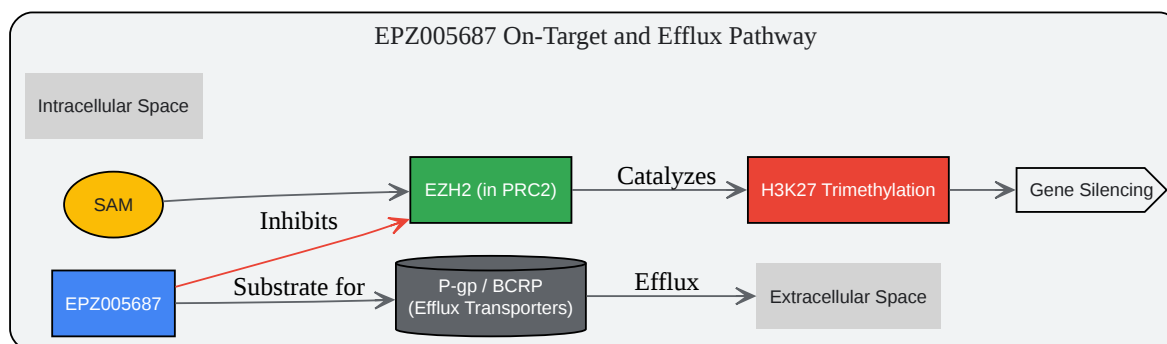 EPZ005687 On-Target and Efflux Pathway
Intracellular Space
SAM
Inhibits
EZH2 (in PRC2)
Catalyzes
H3K27 Trimethylation
Gene Silencing
EPZ005687
Substrate for
P-gp / BCRP
(Efflux Transporters)
Efflux
Extracellular Space